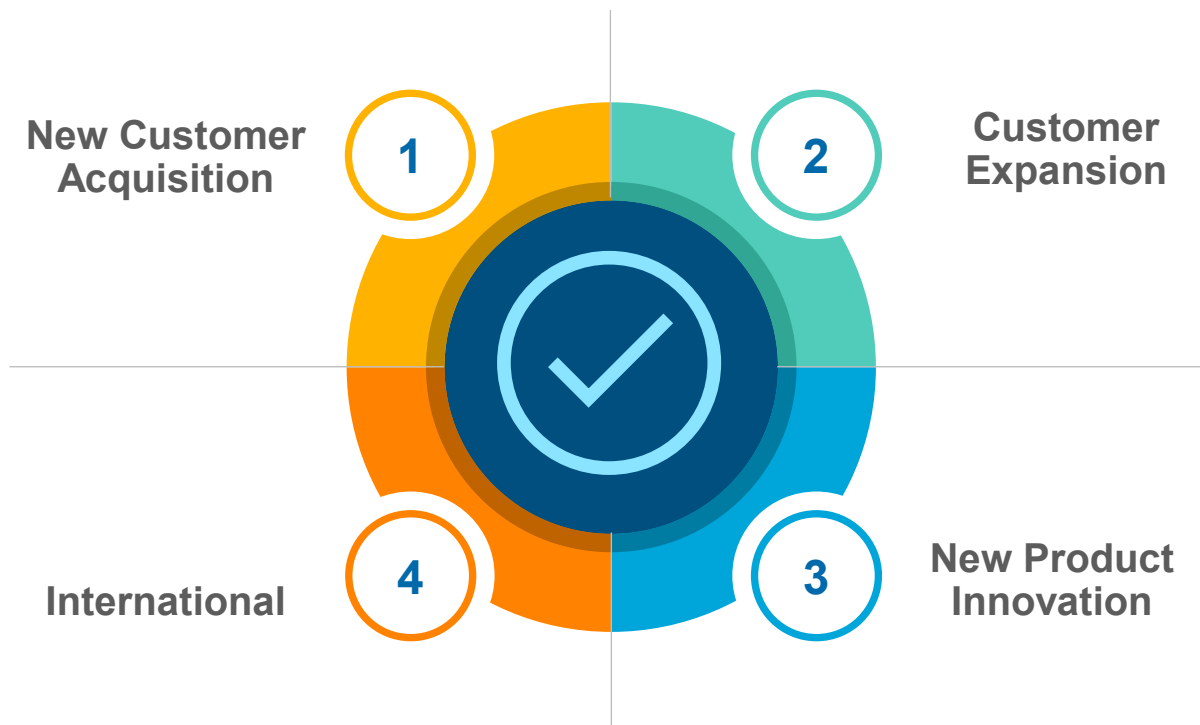 New Customer
Acquisition
1
2
Customer
Expansion
International
4
3
New Product
Innovation